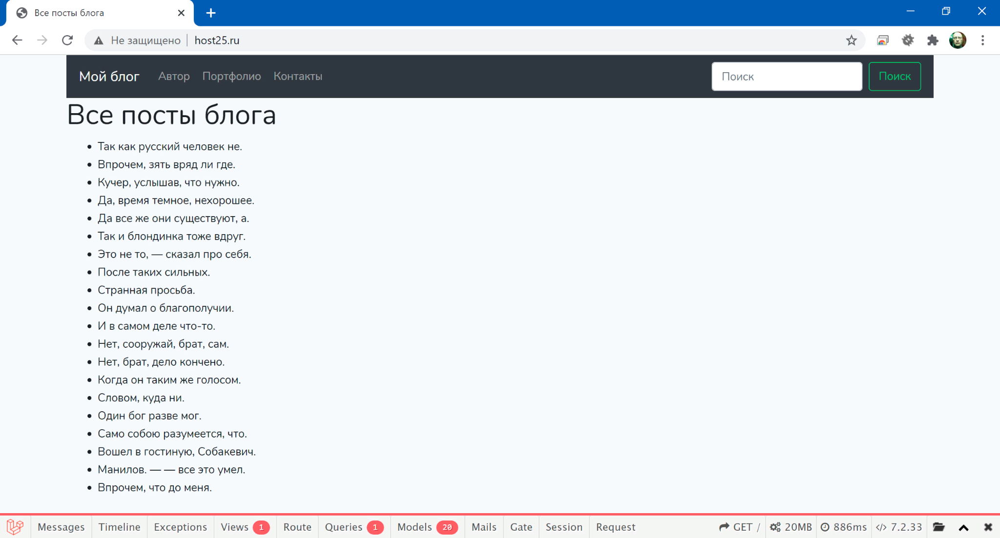 Все посты блога
Не защищено host25.ru
Мой блог Автор Портфолио Контакты Поиск Поиск
Все посты блога
Так как русский человек не.
Впрочем, зять вряд ли где.
Кучер, услышав, что нужно.
Да, время темное, нехорошее.
Да все же они существуют, а.
Так и блондинка тоже вдруг.
Это не то, — сказал про себя.
После таких сильных.
Странная просьба.
Он думал о благополучии.
И в самом деле что-то.
Нет, сооружай, брат, сам.
Нет, брат, дело кончено.
Когда он таким же голосом.
Словом, куда ни.
Один бог разве мог.
Само собою разумеется, что.
Вошел в гостиную, Собакевич.
Манилов. — — все это умел.
Впрочем, что до меня.
Messages Timeline Exceptions Views 1 Route Queries 1 Models 20 Mails Gate Session Request GET / 20MB 886ms 7.2.33